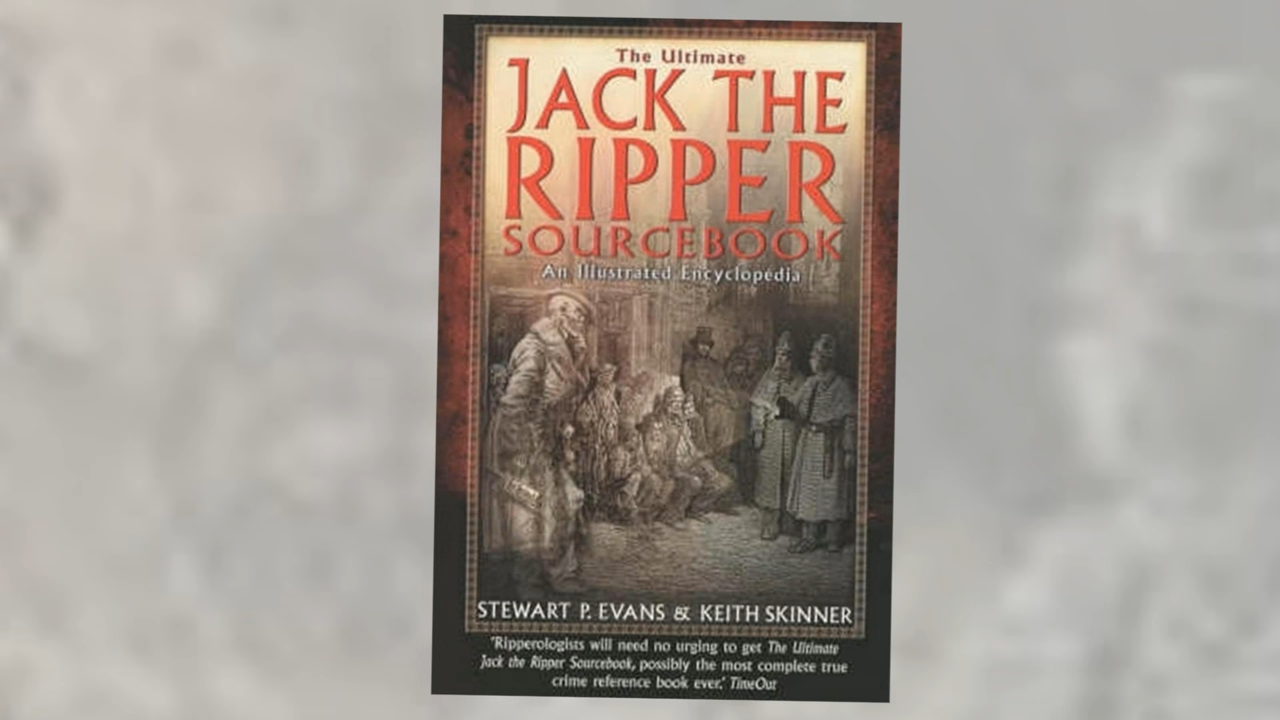 The Ultimate
JACK THE
RIPPER
SOURCEBOOK
An Illustrated Encyclopedia
STEWART P. EVANS & KEITH SKINNER
'Ripperologists will need no urging to get The Ultimate
Jack the Ripper Sourcebook, possibly the most complete true
crime reference book ever.' TimeOut